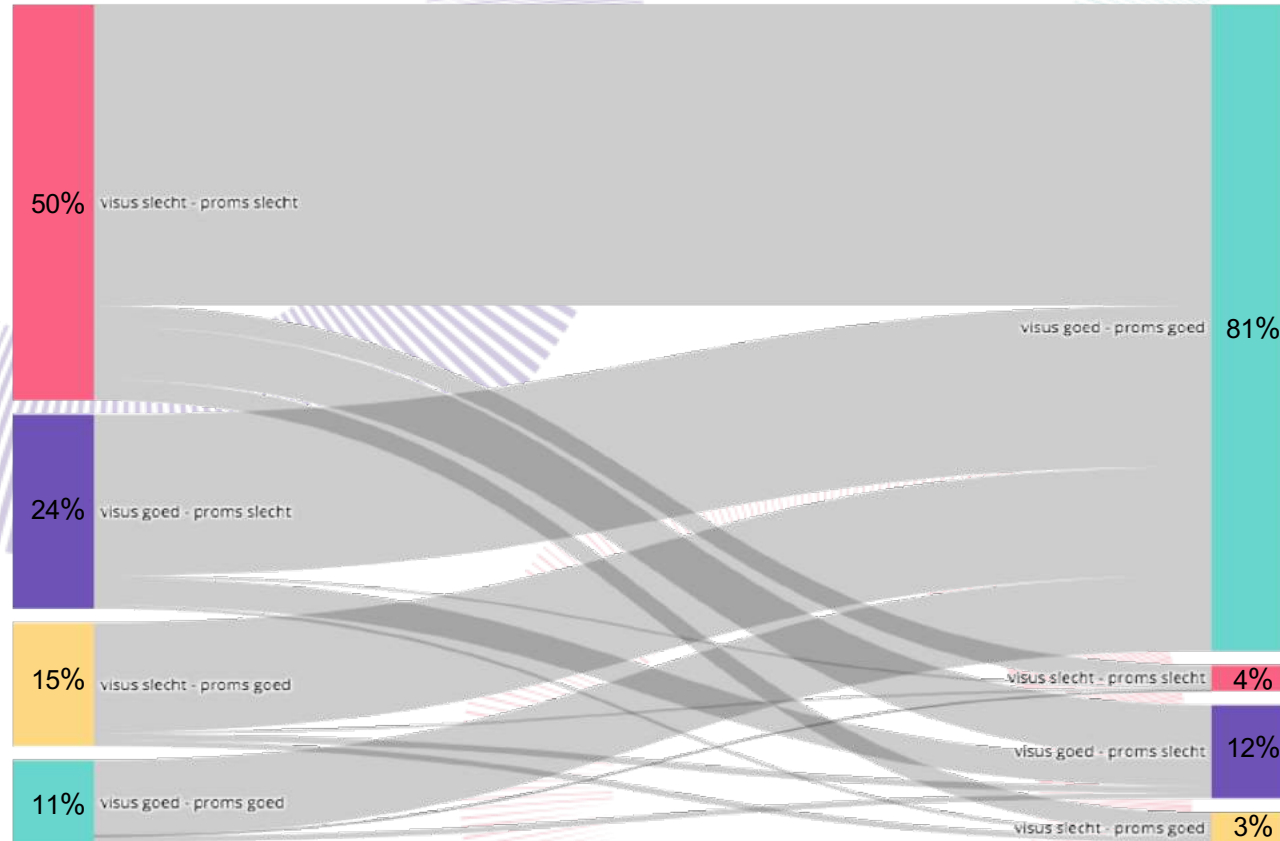 50% visus slecht - proms slecht
visus goed - proms goed 81%
24% visus goed - proms slecht
15% visus slecht - proms goed
visus slecht - proms slecht 4%
visus goed - proms slecht 12%
11% visus goed - proms goed
visus slecht - proms goed 3%